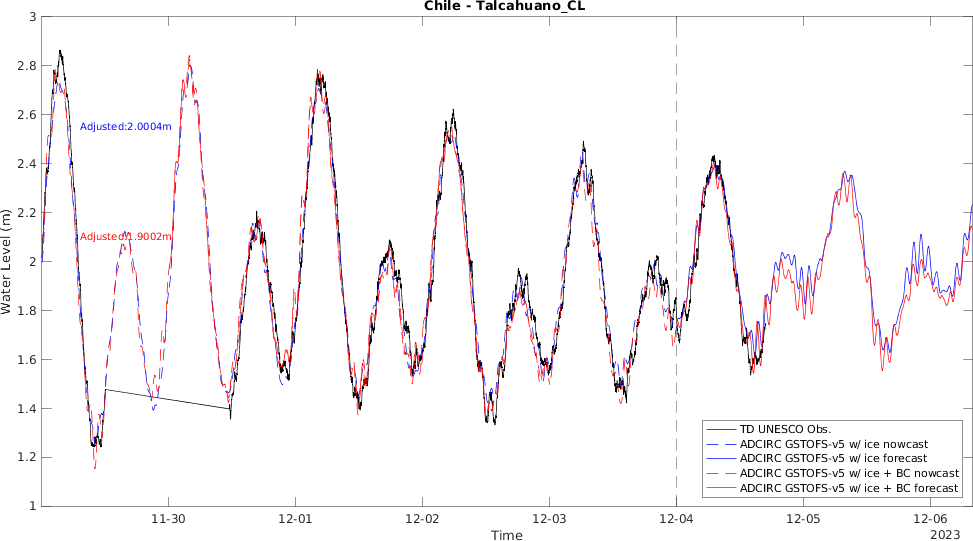 Chile - Talcahuano_CL
Water Level (m)
3
2.8
2.6
2.4
2.2
2
1.8
1.6
1.4
1.2
1
Adjusted:2.0004m
Adjusted:1.9002m
TD UNESCO Obs.
ADCIRC GSTOFS-v5 w/ ice nowcast
ADCIRC GSTOFS-v5 w/ ice forecast
ADCIRC GSTOFS-v5 w/ ice + BC nowcast
ADCIRC GSTOFS-v5 w/ ice + BC forecast
11-30 12-01 12-02 12-03 12-04 12-05 12-06
Time
2023